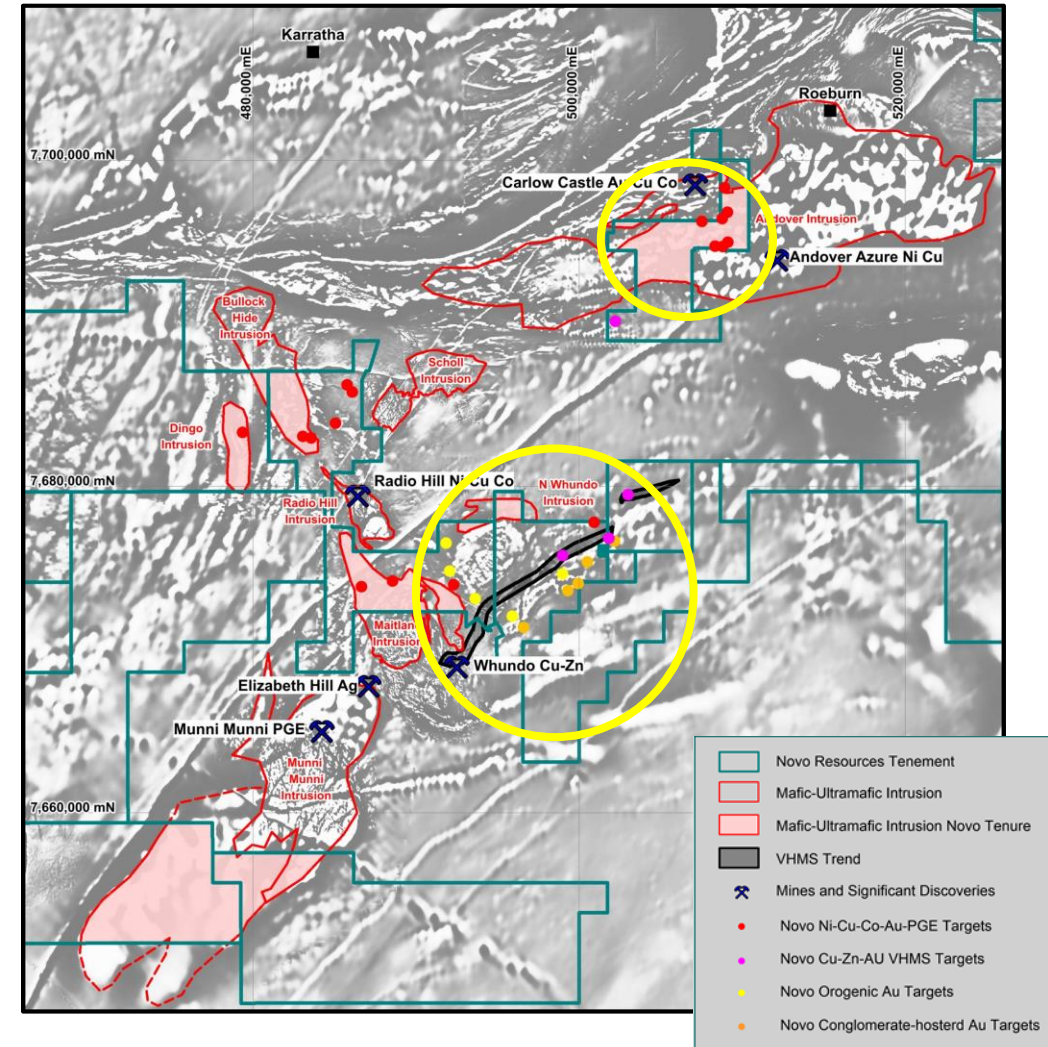 Karratha
480,000 mE
500,000 mE
520,000 mE
Roeburn
7,700,000 mN
Carlow Castle Au Cu Co
Andover Intrusion
Andover Azure Ni Cu
Bullock
Hide
Intrusion
Scholl
Intrusion
Dingo
Intrusion
7,680,000 mN
Radio Hill Ni Cu Co
N Whundo
Intrusion
Radio Hill
Intrusion
Maitland
Intrusion
Whundo Cu-Zn
Elizabeth Hill Ag
Munni Munni PGE
Munni
Munni
Intrusion
7,660,000 mN
Novo Resources Tenement
Mafic-Ultramafic Intrusion
Mafic-Ultramafic Intrusion Novo Tenure
VHMS Trend
Mines and Significant Discoveries
Novo Ni-Cu-Co-Au-PGE Targets
Novo Cu-Zn-AU VHMS Targets
Novo Orogenic Au Targets
Novo Conglomerate-hosterd Au Targets